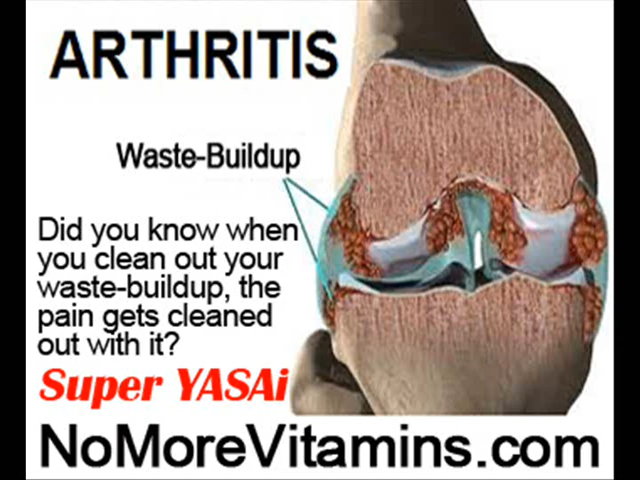 ARTHRITIS
Waste-Buildup
Did you know when
you clean out your
waste-buildup, the
pain gets cleaned
out with it?
Super YASAi
NoMoreVitamins.com